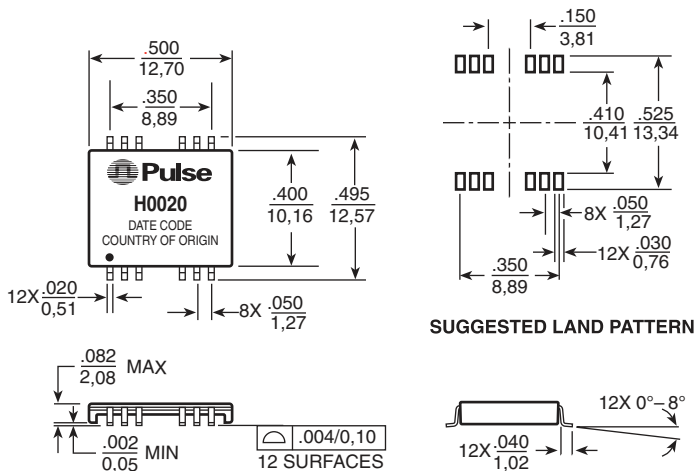 .500
12,70
.350
8,89
Pulse
H0020
DATE CODE
COUNTRY OF ORIGIN
.400
10,16
.495
12,57
12X .020
0,51
8X .050
1,27
.150
3,81
.410
10,41
.525
13,34
8X .050
1,27
12X .030
0,76
.350
8,89
SUGGESTED LAND PATTERN
.082
2,08
MAX
.002
0.05
MIN
.004/0,10
12 SURFACES
12X 0°–8°
12X .040
1,02